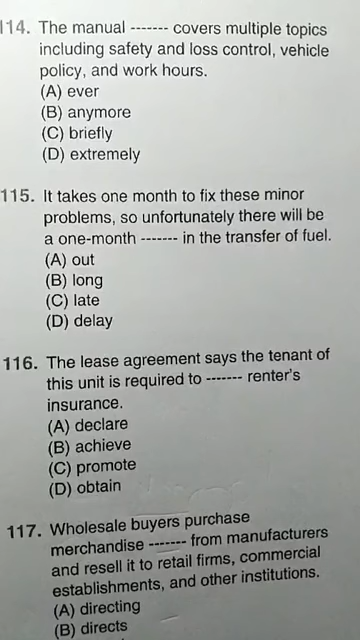 114. The manual ------- covers multiple topics
including safety and loss control, vehicle
policy, and work hours.
(A) ever
(B) anymore
(C) briefly
(D) extremely
115. It takes one month to fix these minor
problems, so unfortunately there will be
a one-month ------- in the transfer of fuel.
(A) out
(B) long
(C) late
(D) delay
116. The lease agreement says the tenant of
this unit is required to ------- renter's
insurance.
(A) declare
(B) achieve
(C) promote
(D) obtain
117. Wholesale buyers purchase
merchandise ------- from manufacturers
and resell it to retail firms, commercial
establishments, and other institutions.
(A) directing
(B) directs